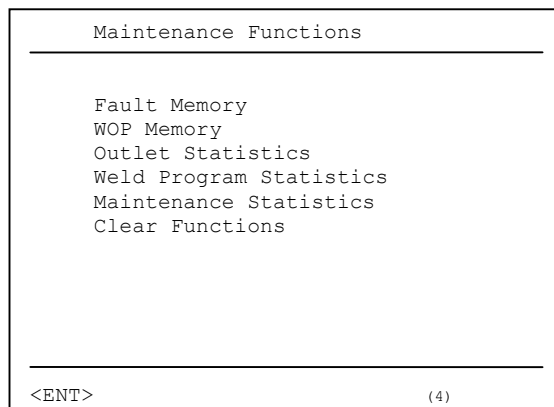 Maintenance Functions
Fault Memory
WOP Memory
Outlet Statistics
Weld Program Statistics
Maintenance Statistics
Clear Functions
<ENT> (4)